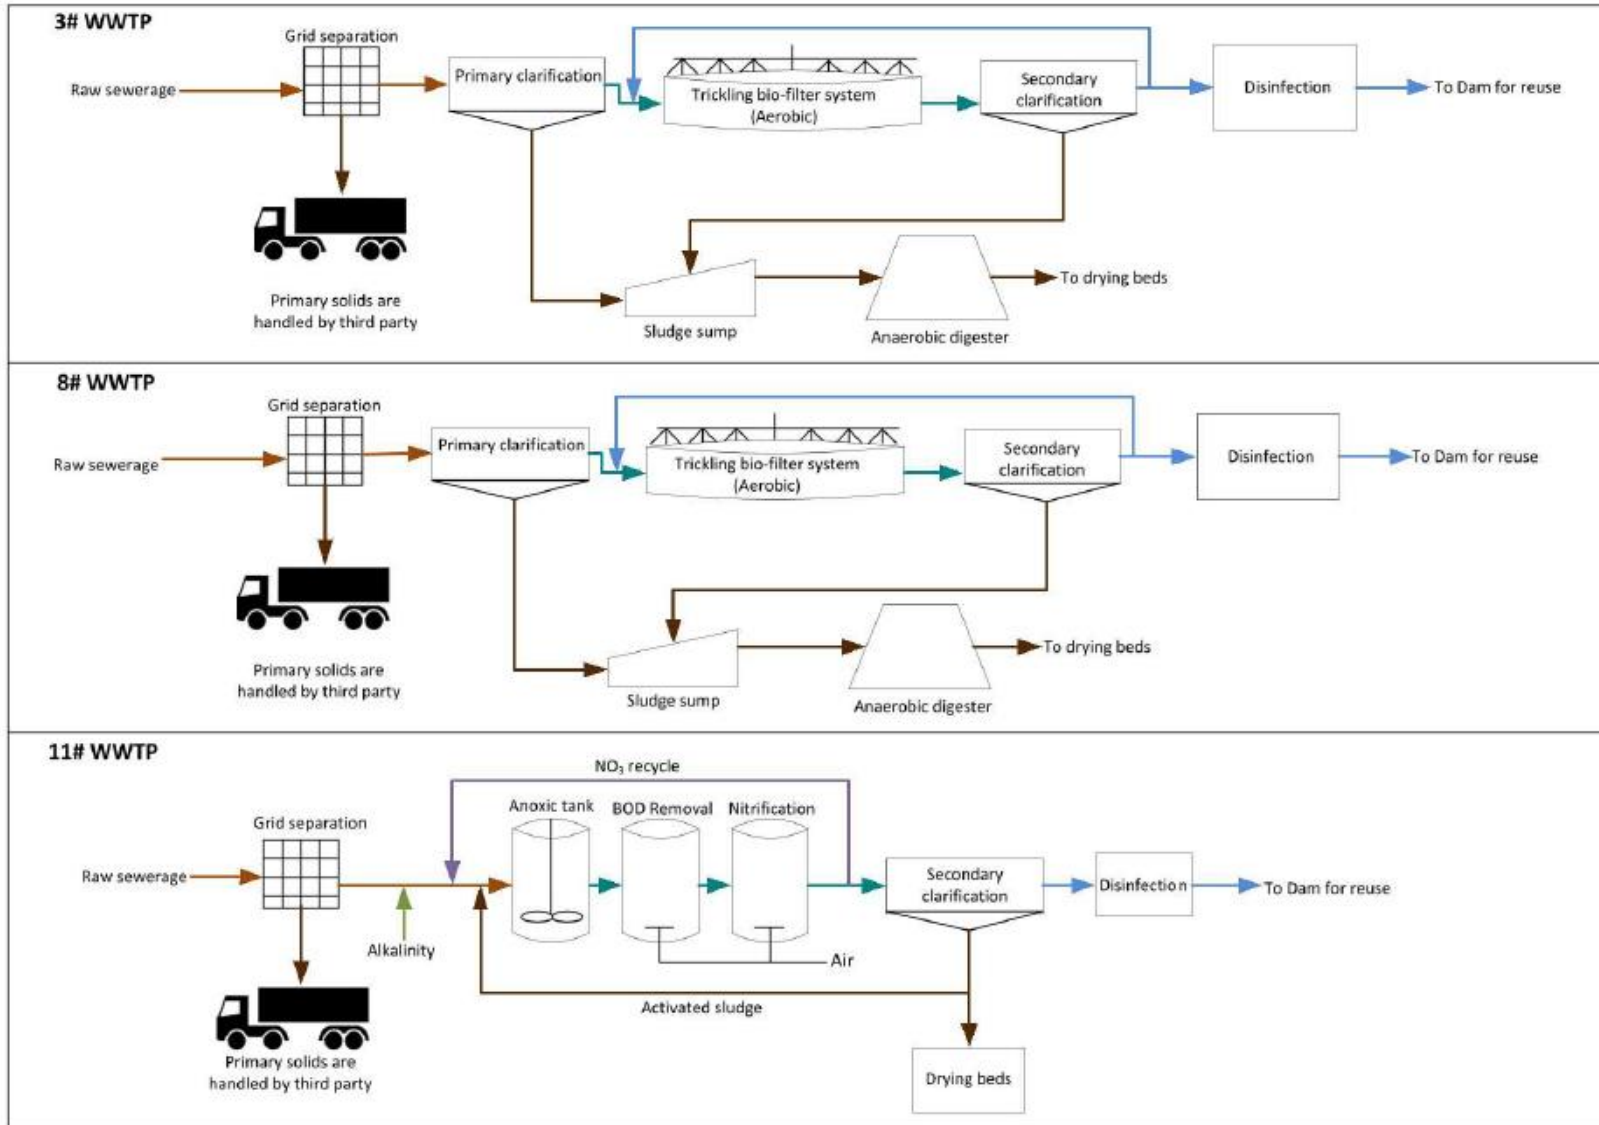 3# WWTP
Grid separation
Raw sewerage
Primary clarification
Trickling bio-filter system
(Aerobic)
Secondary
clarification
Disinfection
To Dam for reuse
Primary solids are
handled by third party
Sludge sump
Anaerobic digester
To drying beds
8# WWTP
Grid separation
Raw sewerage
Primary clarification
Trickling bio-filter system
(Aerobic)
Secondary
clarification
Disinfection
To Dam for reuse
Primary solids are
handled by third party
Sludge sump
Anaerobic digester
To drying beds
11# WWTP
NO₃ recycle
Grid separation
Anoxic tank
BOD Removal
Nitrification
Raw sewerage
Alkalinity
Air
Secondary
clarification
Disinfection
To Dam for reuse
Activated sludge
Primary solids are
handled by third party
Drying beds